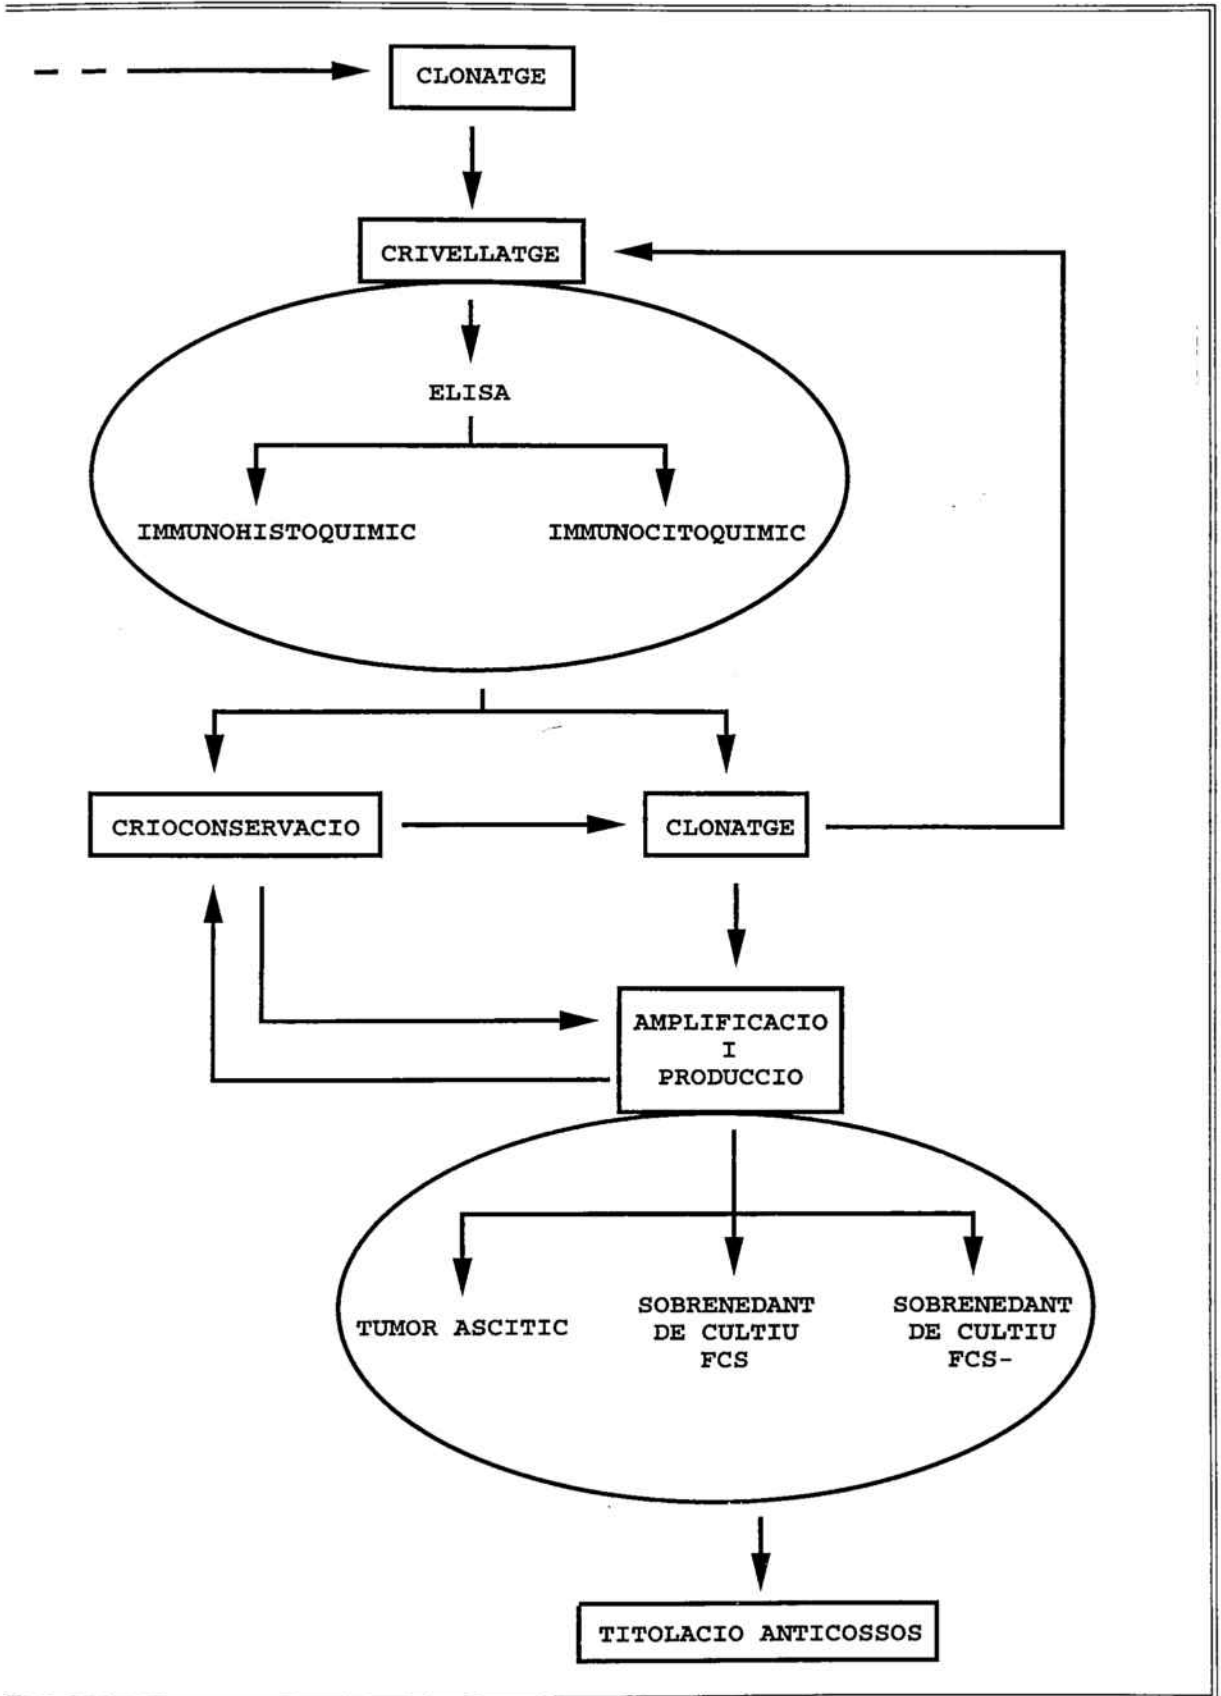 CLONATGE
CRIVELLATGE
ELISA
IMMUNOHISTOQUIMIC
IMMUNOCITOQUIMIC
CRIOCONSERVACIO
CLONATGE
AMPLIFICACIO
I
PRODUCCIO
TUMOR ASCITIC
SOBRENEDANT
DE CULTIU
FCS
SOBRENEDANT
DE CULTIU
FCS-
TITOLACIO ANTICOSSOS